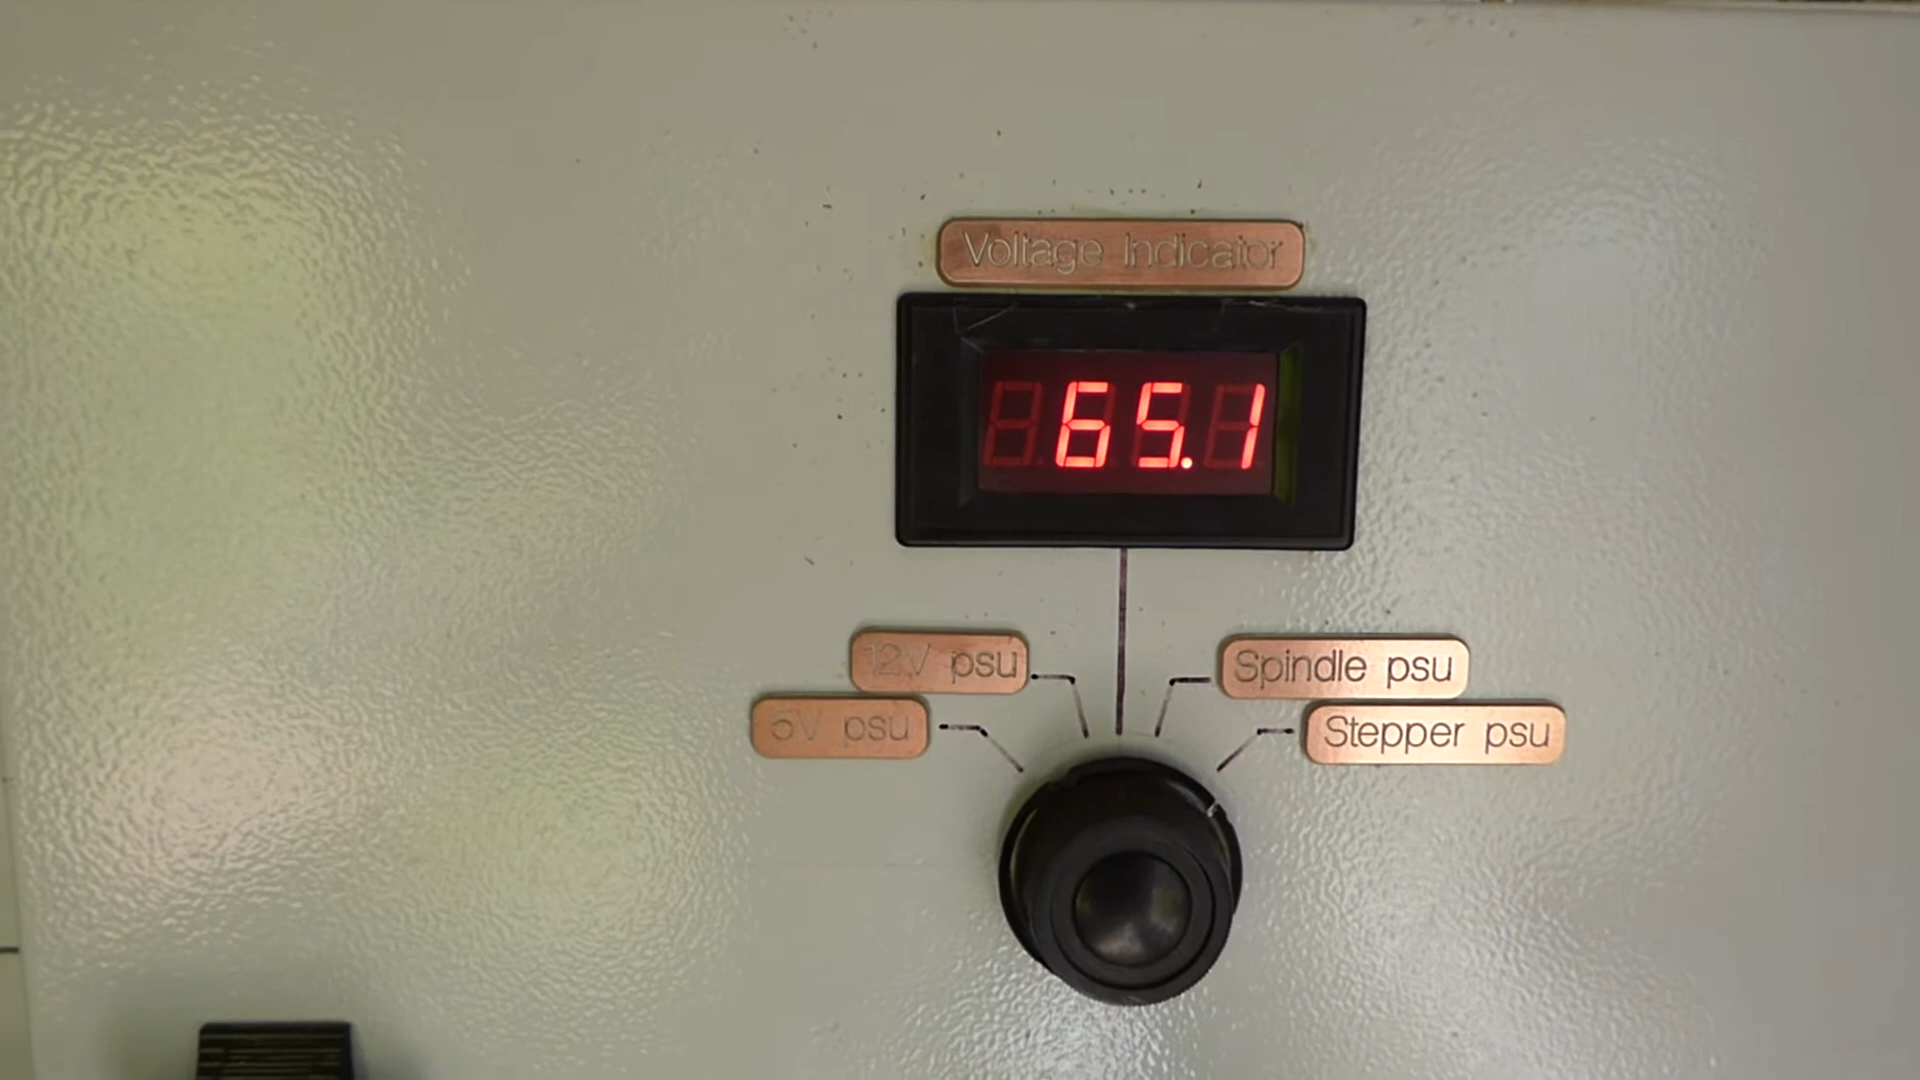 Voltage Indicator
65.1
12V psu
Spindle psu
5V psu
Stepper psu